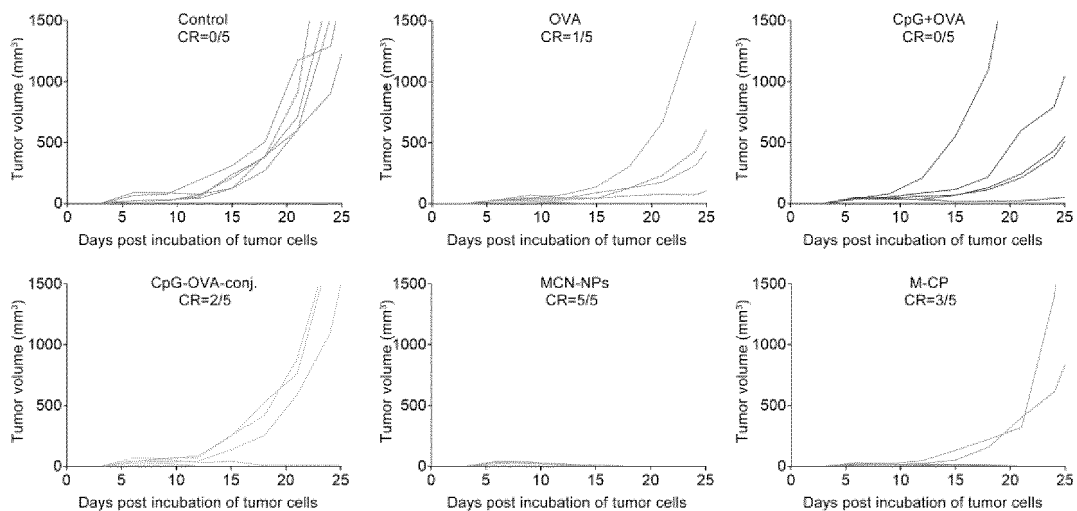 Control
CR=0/5
Tumor volume (mm³)
1500
1000
500
0
0 5 10 15 20 25
Days post incubation of tumor cells
OVA
CR=1/5
Tumor volume (mm³)
1500
1000
500
0
0 5 10 15 20 25
Days post incubation of tumor cells
CpG+OVA
CR=0/5
Tumor volume (mm³)
1500
1000
500
0
0 5 10 15 20 25
Days post incubation of tumor cells
CpG-OVA-conj.
CR=2/5
Tumor volume (mm³)
1500
1000
500
0
0 5 10 15 20 25
Days post incubation of tumor cells
MCN-NPs
CR=5/5
Tumor volume (mm³)
1500
1000
500
0
0 5 10 15 20 25
Days post incubation of tumor cells
M-CP
CR=3/5
Tumor volume (mm³)
1500
1000
500
0
0 5 10 15 20 25
Days post incubation of tumor cells